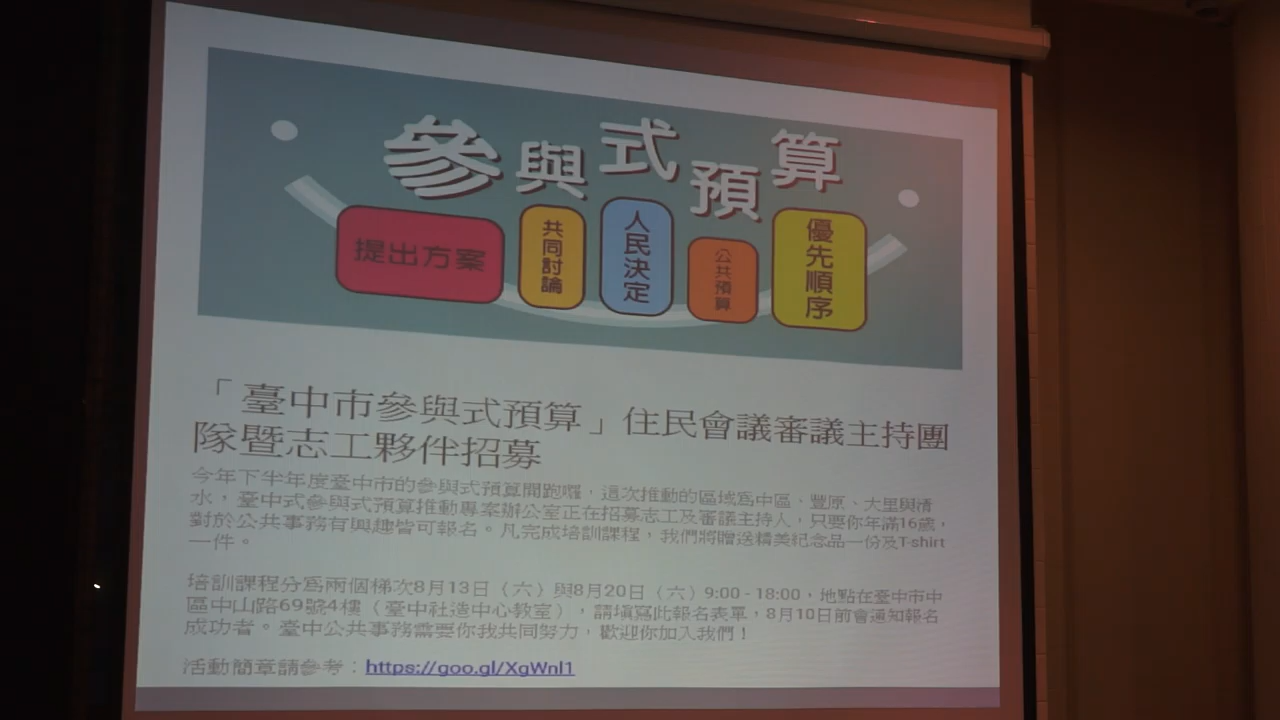 參與式預算
提出方案
共同討論
人民決定
公共預算
優先順序
「臺中市參與式預算」住民會議審議主持團
隊暨志工夥伴招募
今年下半年度臺中市的參與式預算開跑囉，這次推動的區域為中區、豐原、大里與清
水，臺中式參與式預算推動專案辦公室正在招募志工及審議主持人，只要你年滿16歲，
對於公共事務有興趣皆可報名。凡完成培訓課程，我們將贈送精美紀念品一份及T-shirt
一件。
培訓課程分為兩個梯次8月13日（六）與8月20日（六）9:00 - 18:00，地點在臺中市中
區中山路69號4樓（臺中社造中心教室），請填寫此報名表單，8月10日前會通知報名
成功者。臺中公共事務需要你我共同努力，歡迎你加入我們！
活動簡章請參考：https://goo.gl/XgWnl1